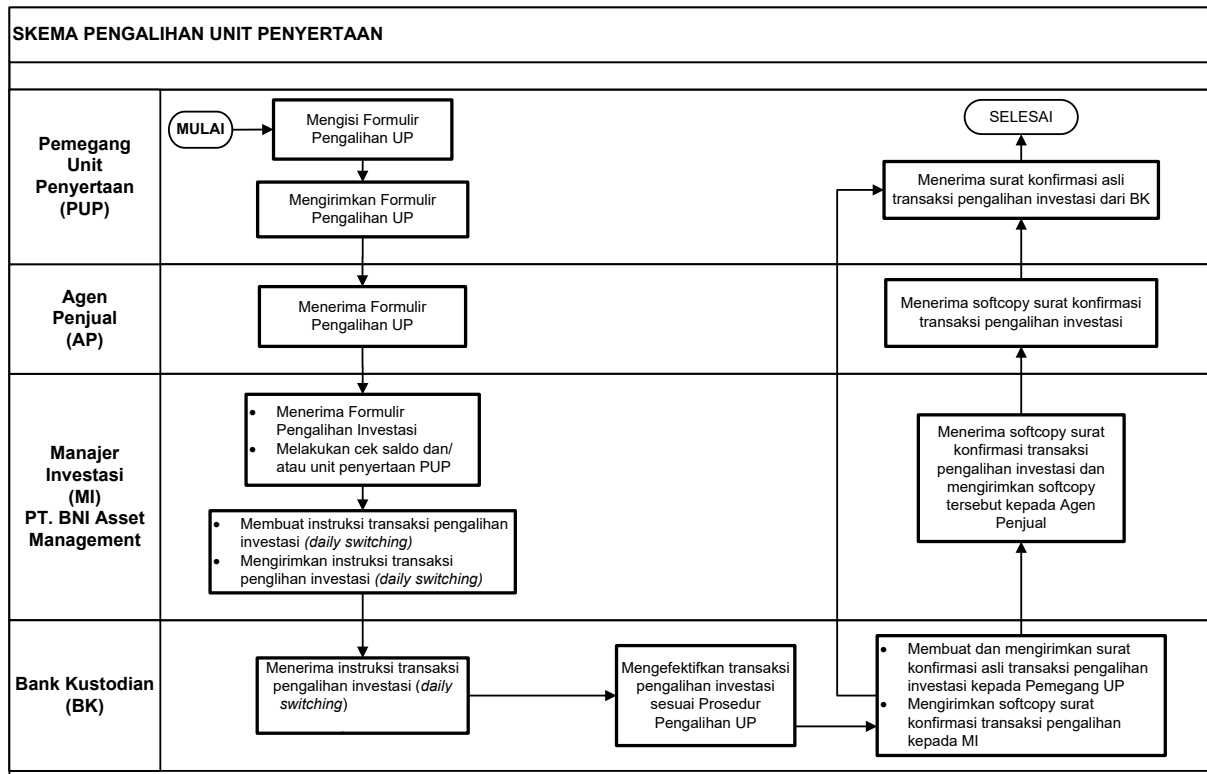 SKEMA PENGALIHAN UNIT PENYERTAAN
Pemegang
Unit
Penyertaan
(PUP)
MULAI
Mengisi Formulir
Pengalihan UP
Mengirimkan Formulir
Pengalihan UP
SELESAI
Menerima surat konfirmasi asli
transaksi pengalihan investasi dari BK
Agen
Penjual
(AP)
Menerima Formulir
Pengalihan UP
Menerima softcopy surat konfirmasi
transaksi pengalihan investasi
Manajer
Investasi
(MI)
PT. BNI Asset
Management
• Menerima Formulir
Pengalihan Investasi
• Melakukan cek saldo dan/
atau unit penyertaan PUP
• Membuat instruksi transaksi pengalihan
investasi (daily switching)
• Mengirimkan instruksi transaksi
penglihan investasi (daily switching)
Menerima softcopy surat
konfirmasi transaksi
pengalihan investasi dan
mengirimkan softcopy
tersebut kepada Agen
Penjual
Bank Kustodian
(BK)
Menerima instruksi transaksi
pengalihan investasi (daily
switching)
Mengefektifkan transaksi
pengalihan investasi
sesuai Prosedur
Pengalihan UP
• Membuat dan mengirimkan surat
konfirmasi asli transaksi pengalihan
investasi kepada Pemegang UP
• Mengirimkan softcopy surat
konfirmasi transaksi pengalihan
kepada MI